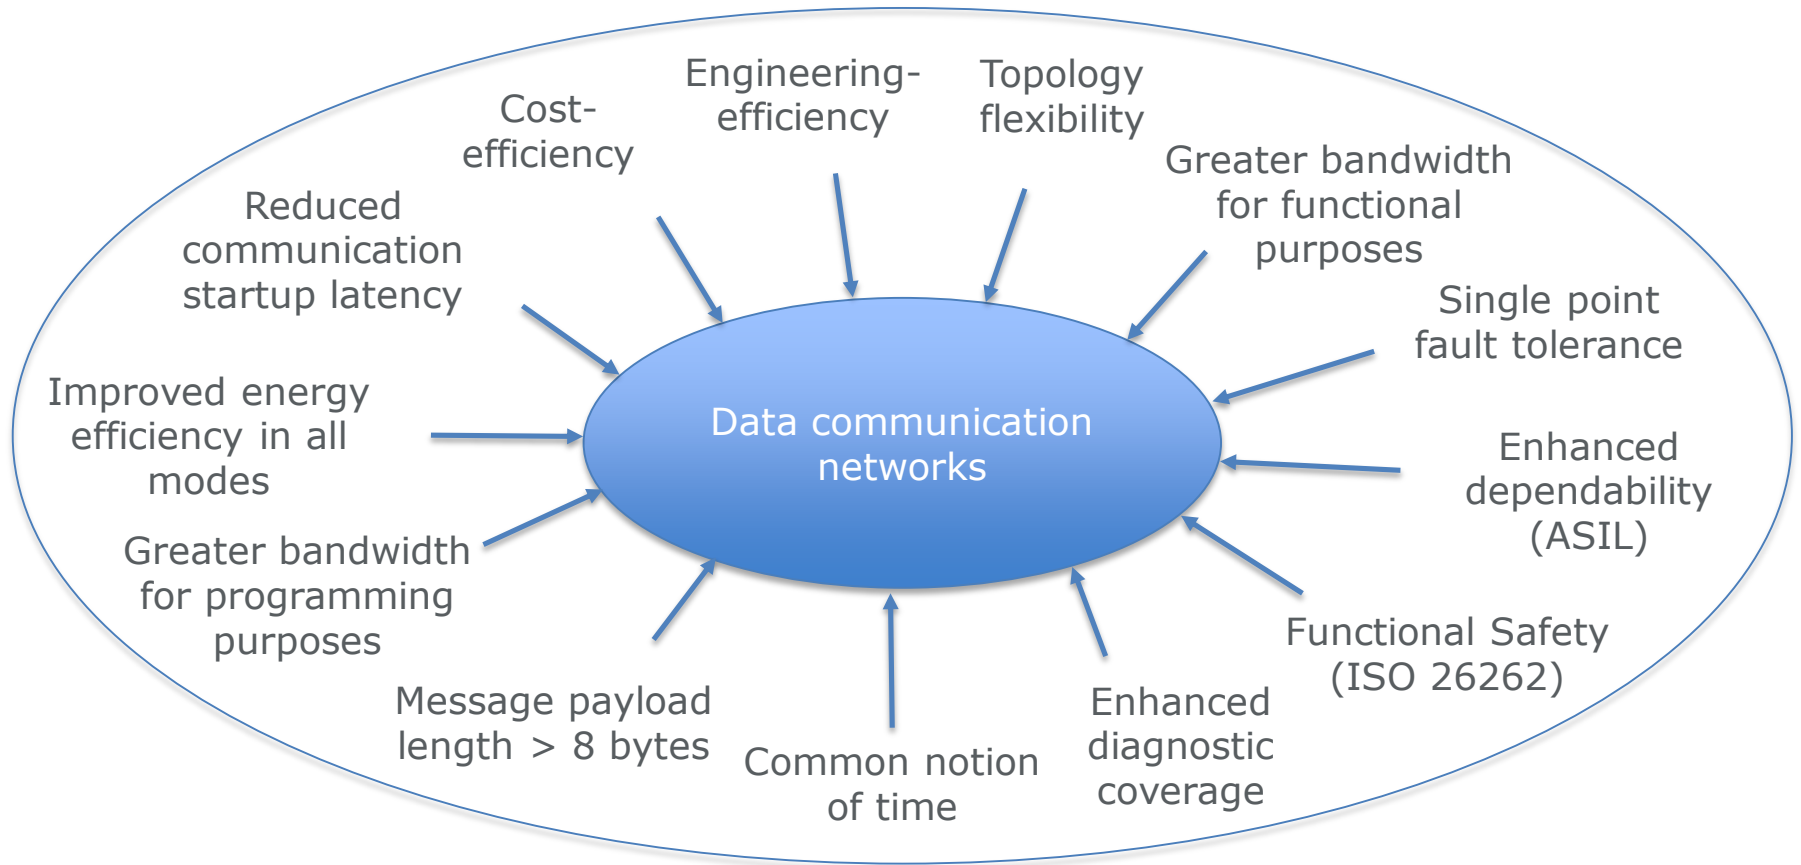 Engineering-
efficiency
Topology
flexibility
Cost-
efficiency
Greater bandwidth
for functional
purposes
Reduced
communication
startup latency
Single point
fault tolerance
Improved energy
efficiency in all
modes
Data communication
networks
Enhanced
dependability
(ASIL)
Greater bandwidth
for programming
purposes
Functional Safety
(ISO 26262)
Message payload
length > 8 bytes
Common notion
of time
Enhanced
diagnostic
coverage